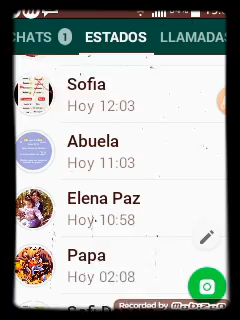 CHATS 1 ESTADOS LLAMADAS
Sofia
Hoy 12:03
Abuela
Hoy 11:03
Elena Paz
Hoy 10:58
Papa
Hoy 02:08
Recorded by